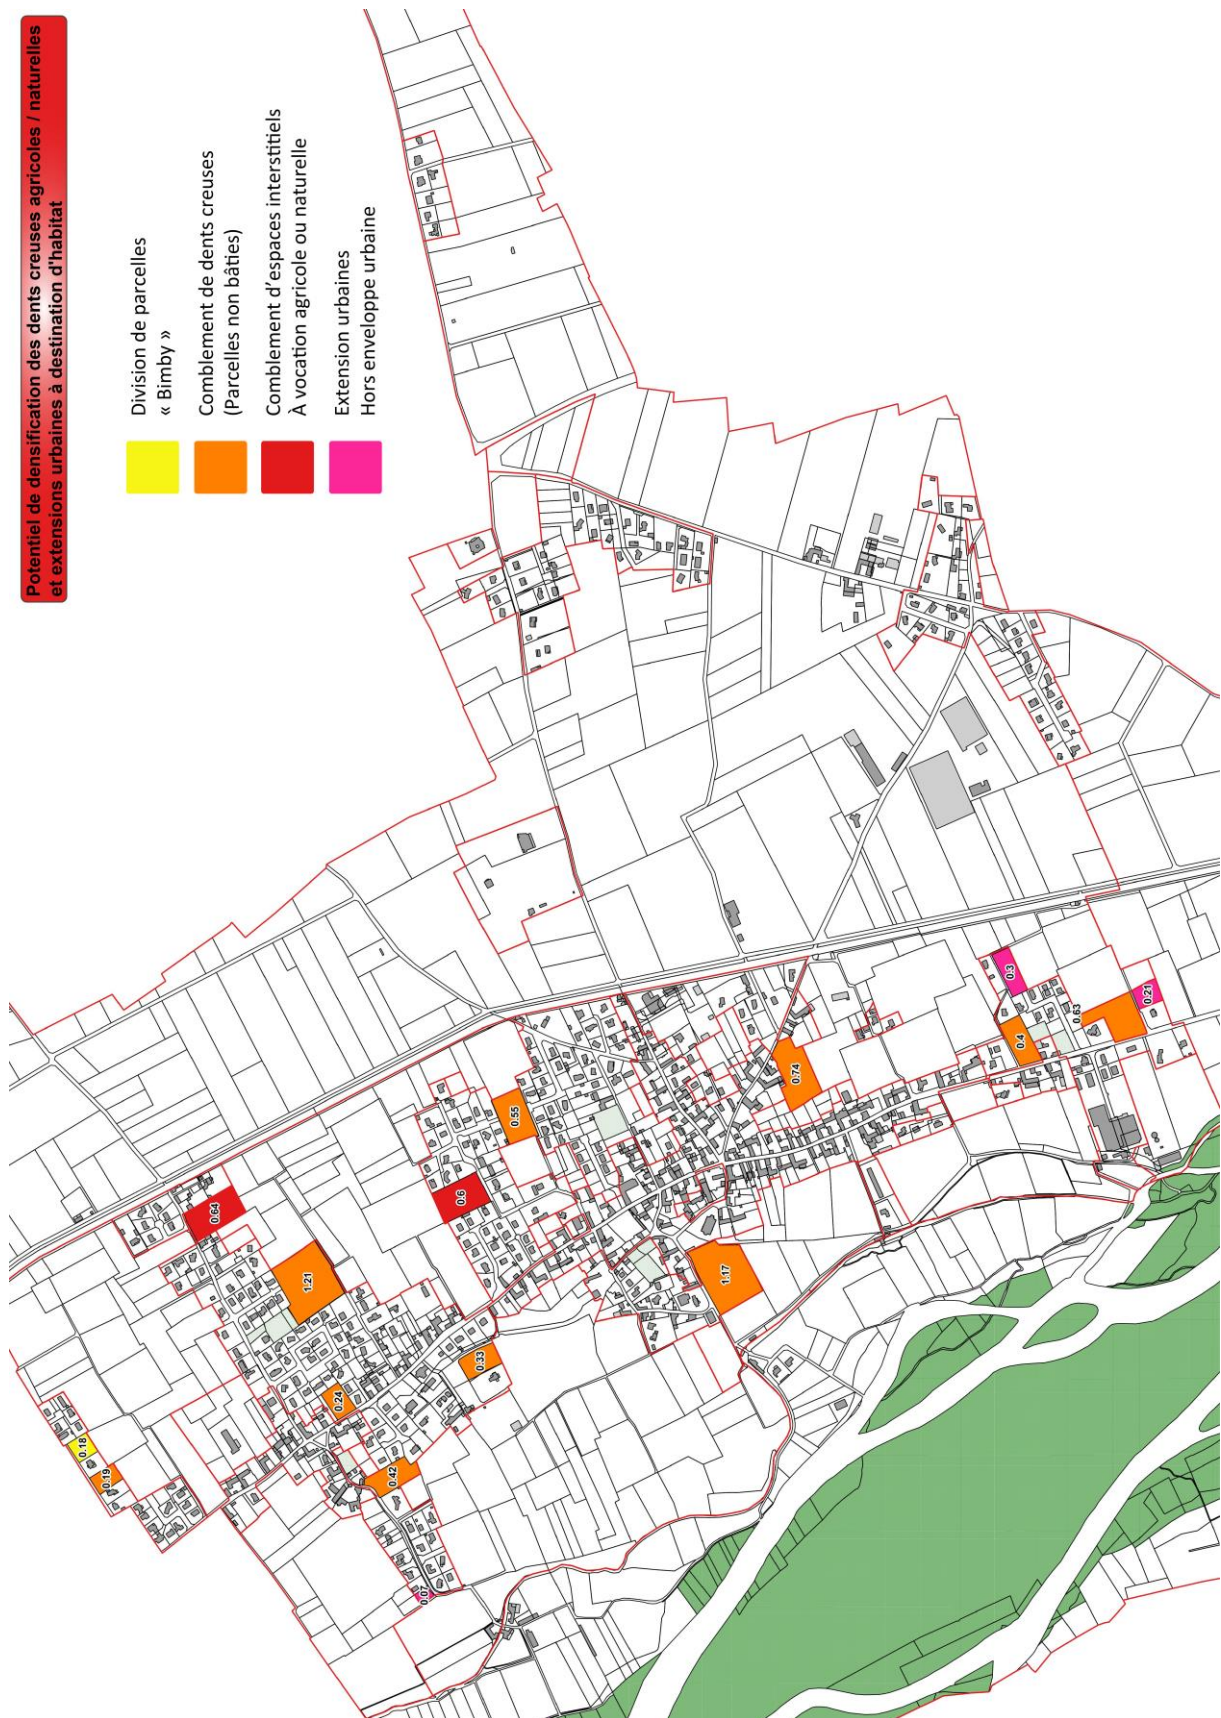 Potentiel de densification des dents creuses agricoles / naturelles
et extensions urbaines à destination d'habitat
Division de parcelles
« Bimby »
Comblement de dents creuses
(Parcelles non bâties)
Comblement d'espaces interstitiels
À vocation agricole ou naturelle
Extension urbaines
Hors enveloppe urbaine
0.18
0.19
0.64
1.21
0.24
0.42
0.07
0.6
0.33
0.55
1.17
0.74
0.3
0.4
0.63
0.21